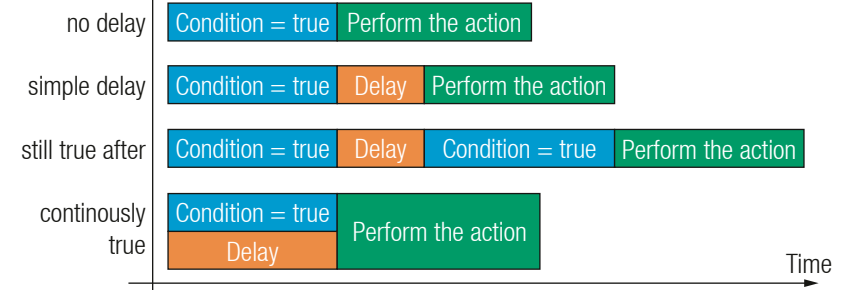 no delay Condition = true Perform the action
simple delay Condition = true Delay Perform the action
still true after Condition = true Delay Condition = true Perform the action
continously
true
Condition = true
Delay
Perform the action
Time